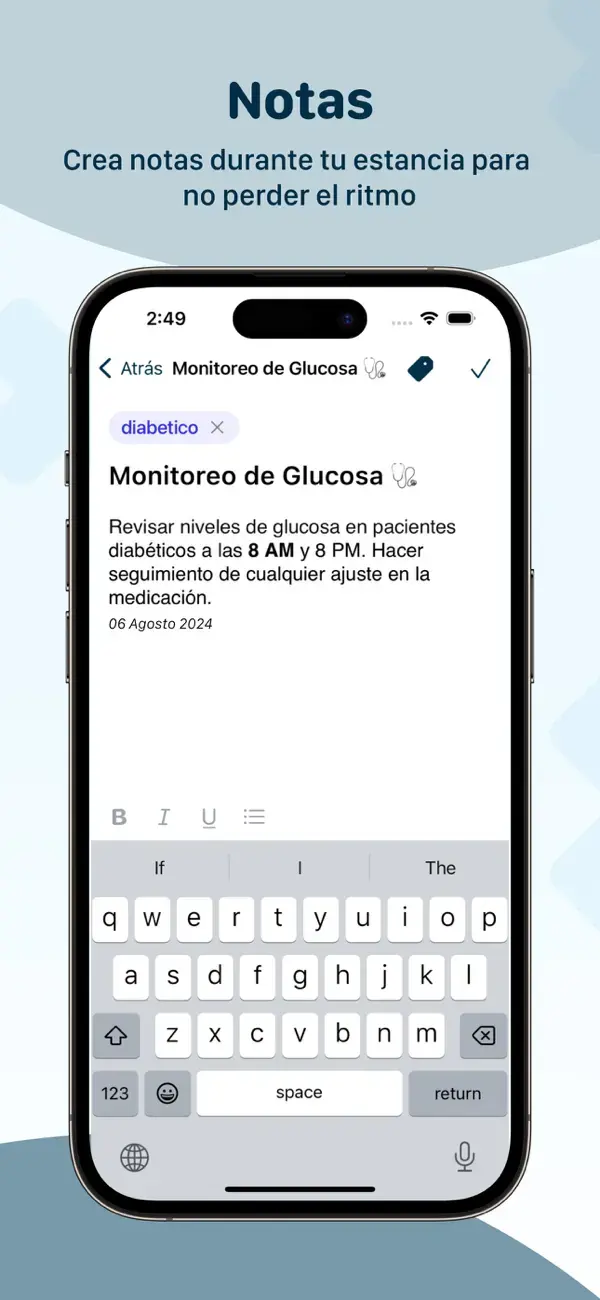 Notas
Crea notas durante tu estancia para
no perder el ritmo
2:49
Atrás Monitoreo de Glucosa 🩺
diabetico ×
Monitoreo de Glucosa 🩺
Revisar niveles de glucosa en pacientes
diabéticos a las 8 AM y 8 PM. Hacer
seguimiento de cualquier ajuste en la
medicación.
06 Agosto 2024
B I U
If I The
q w e r t y u i o p
a s d f g h j k l
z x c v b n m
123 space return